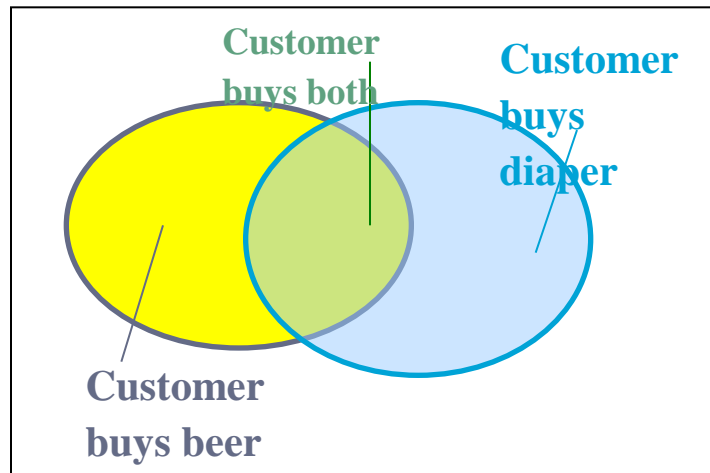 Customer
buys both
Customer
buys
diaper
Customer
buys beer